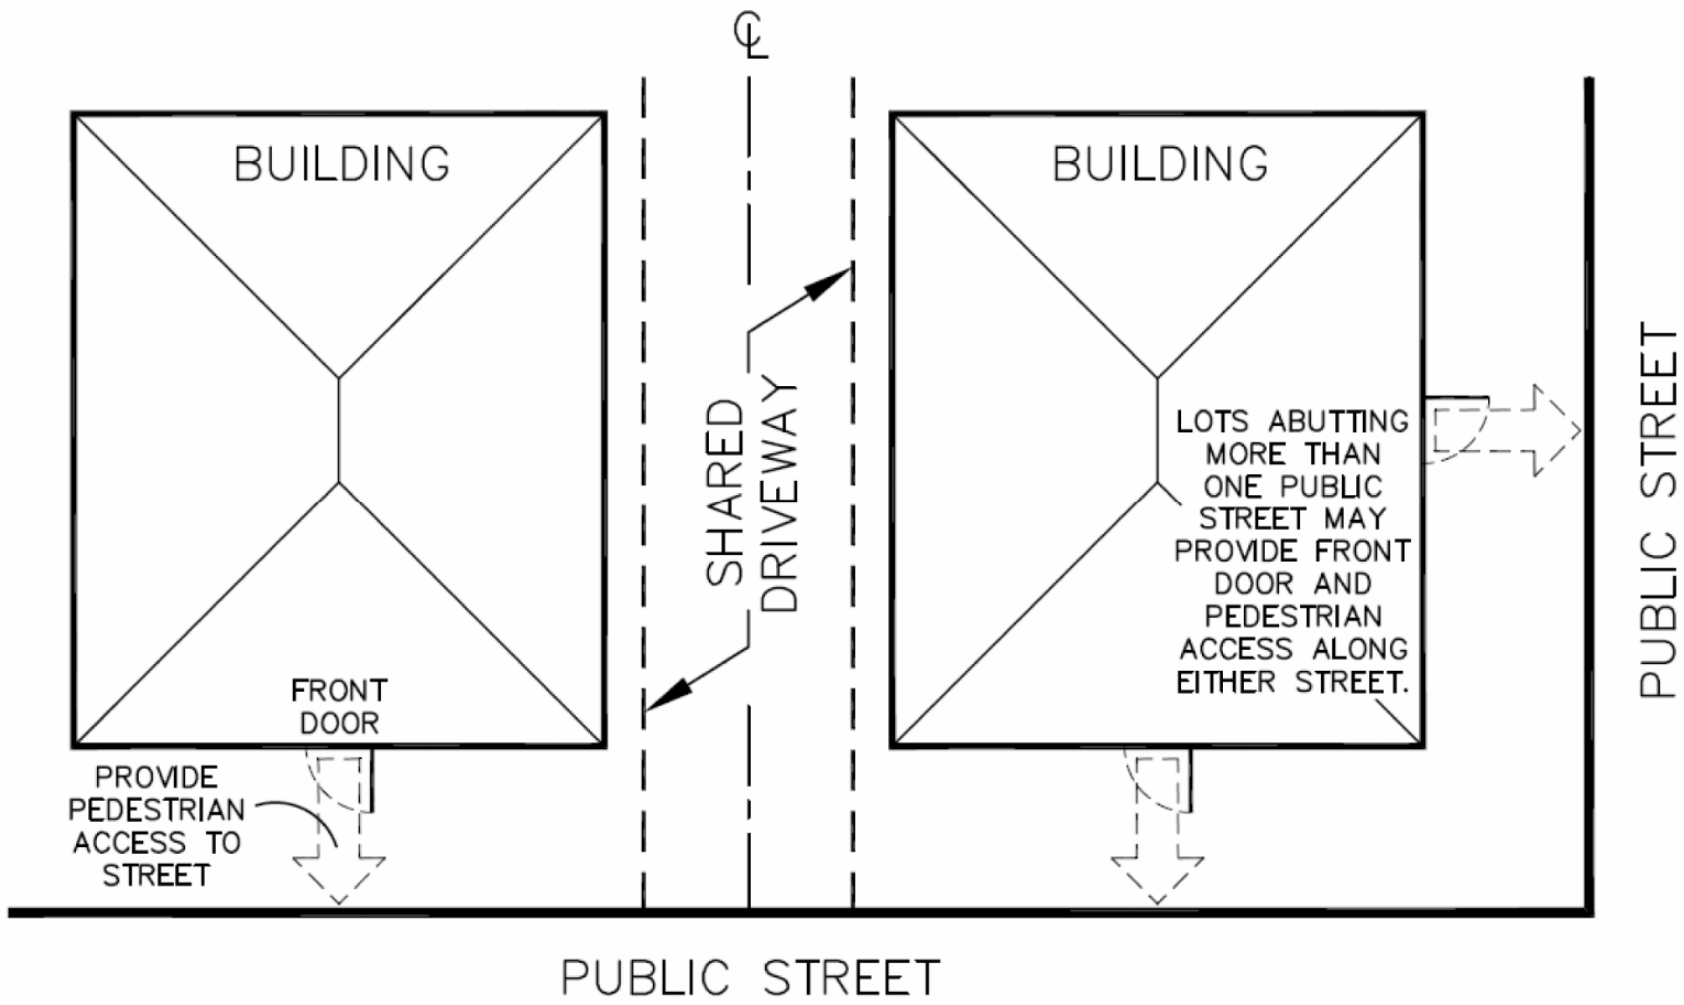 ℄
BUILDING
BUILDING
SHARED
DRIVEWAY
LOTS ABUTTING
MORE THAN
ONE PUBLIC
STREET MAY
PROVIDE FRONT
DOOR AND
PEDESTRIAN
ACCESS ALONG
EITHER STREET.
PUBLIC STREET
FRONT
DOOR
PROVIDE
PEDESTRIAN
ACCESS TO
STREET
PUBLIC STREET